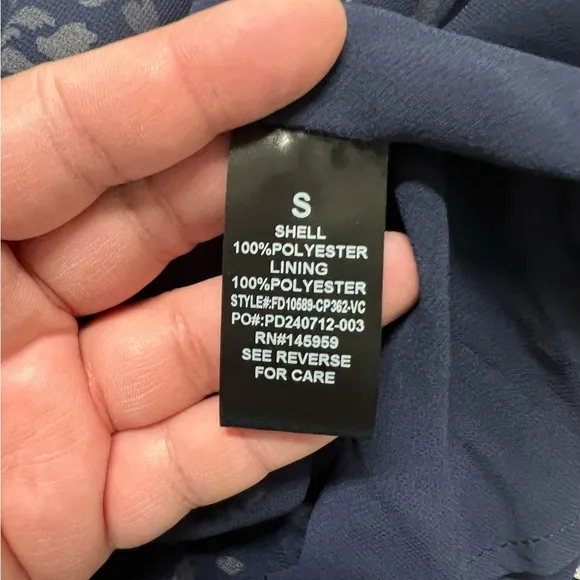 S
SHELL
100%POLYESTER
LINING
100%POLYESTER
STYLE#:FD10589-CP362-VC
PO#:PD240712-003
RN#145959
SEE REVERSE
FOR CARE